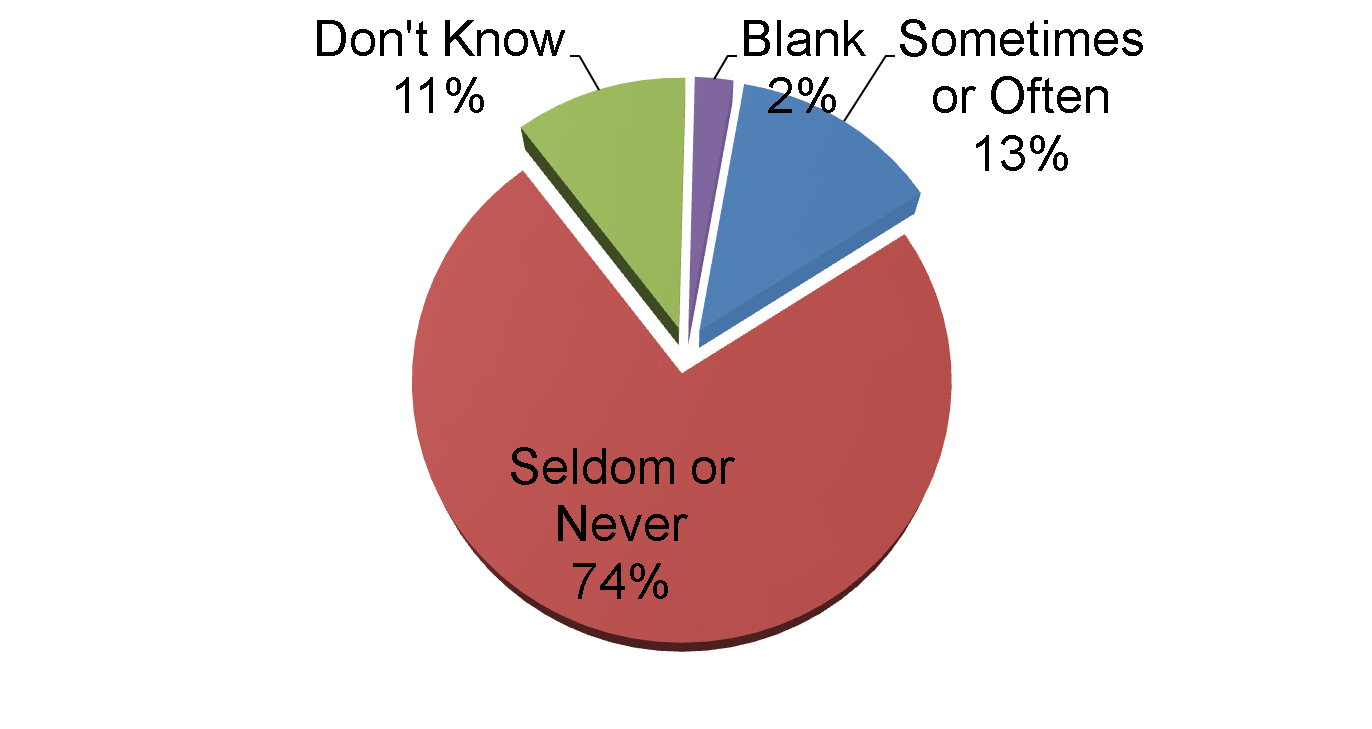 Don't Know
11%
Blank
2%
Sometimes
or Often
13%
Seldom or
Never
74%